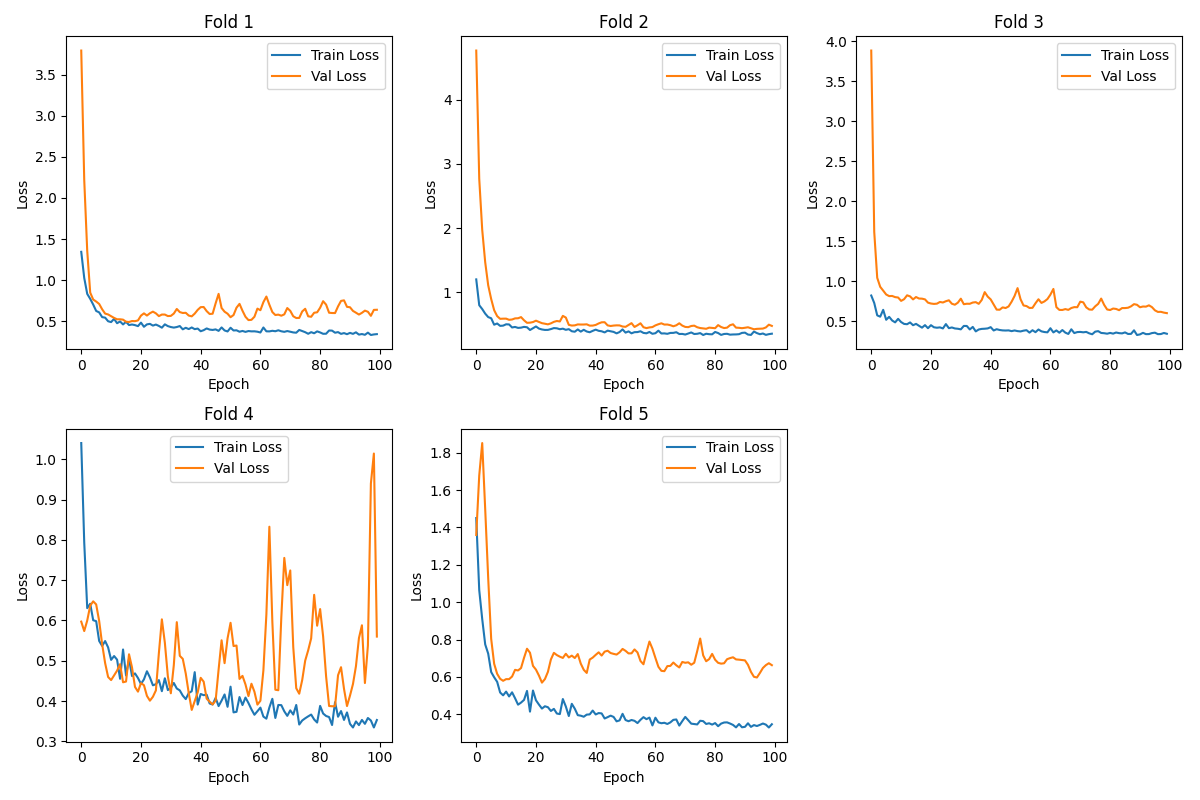 Fold 1
Train Loss
Val Loss
3.5
3.0
2.5
2.0
1.5
1.0
0.5
Loss
0 20 40 60 80 100
Epoch
Fold 2
Train Loss
Val Loss
4
3
2
1
Loss
0 20 40 60 80 100
Epoch
Fold 3
Train Loss
Val Loss
4.0
3.5
3.0
2.5
2.0
1.5
1.0
0.5
Loss
0 20 40 60 80 100
Epoch
Fold 4
Train Loss
Val Loss
1.0
0.9
0.8
0.7
0.6
0.5
0.4
0.3
Loss
0 20 40 60 80 100
Epoch
Fold 5
Train Loss
Val Loss
1.8
1.6
1.4
1.2
1.0
0.8
0.6
0.4
Loss
0 20 40 60 80 100
Epoch